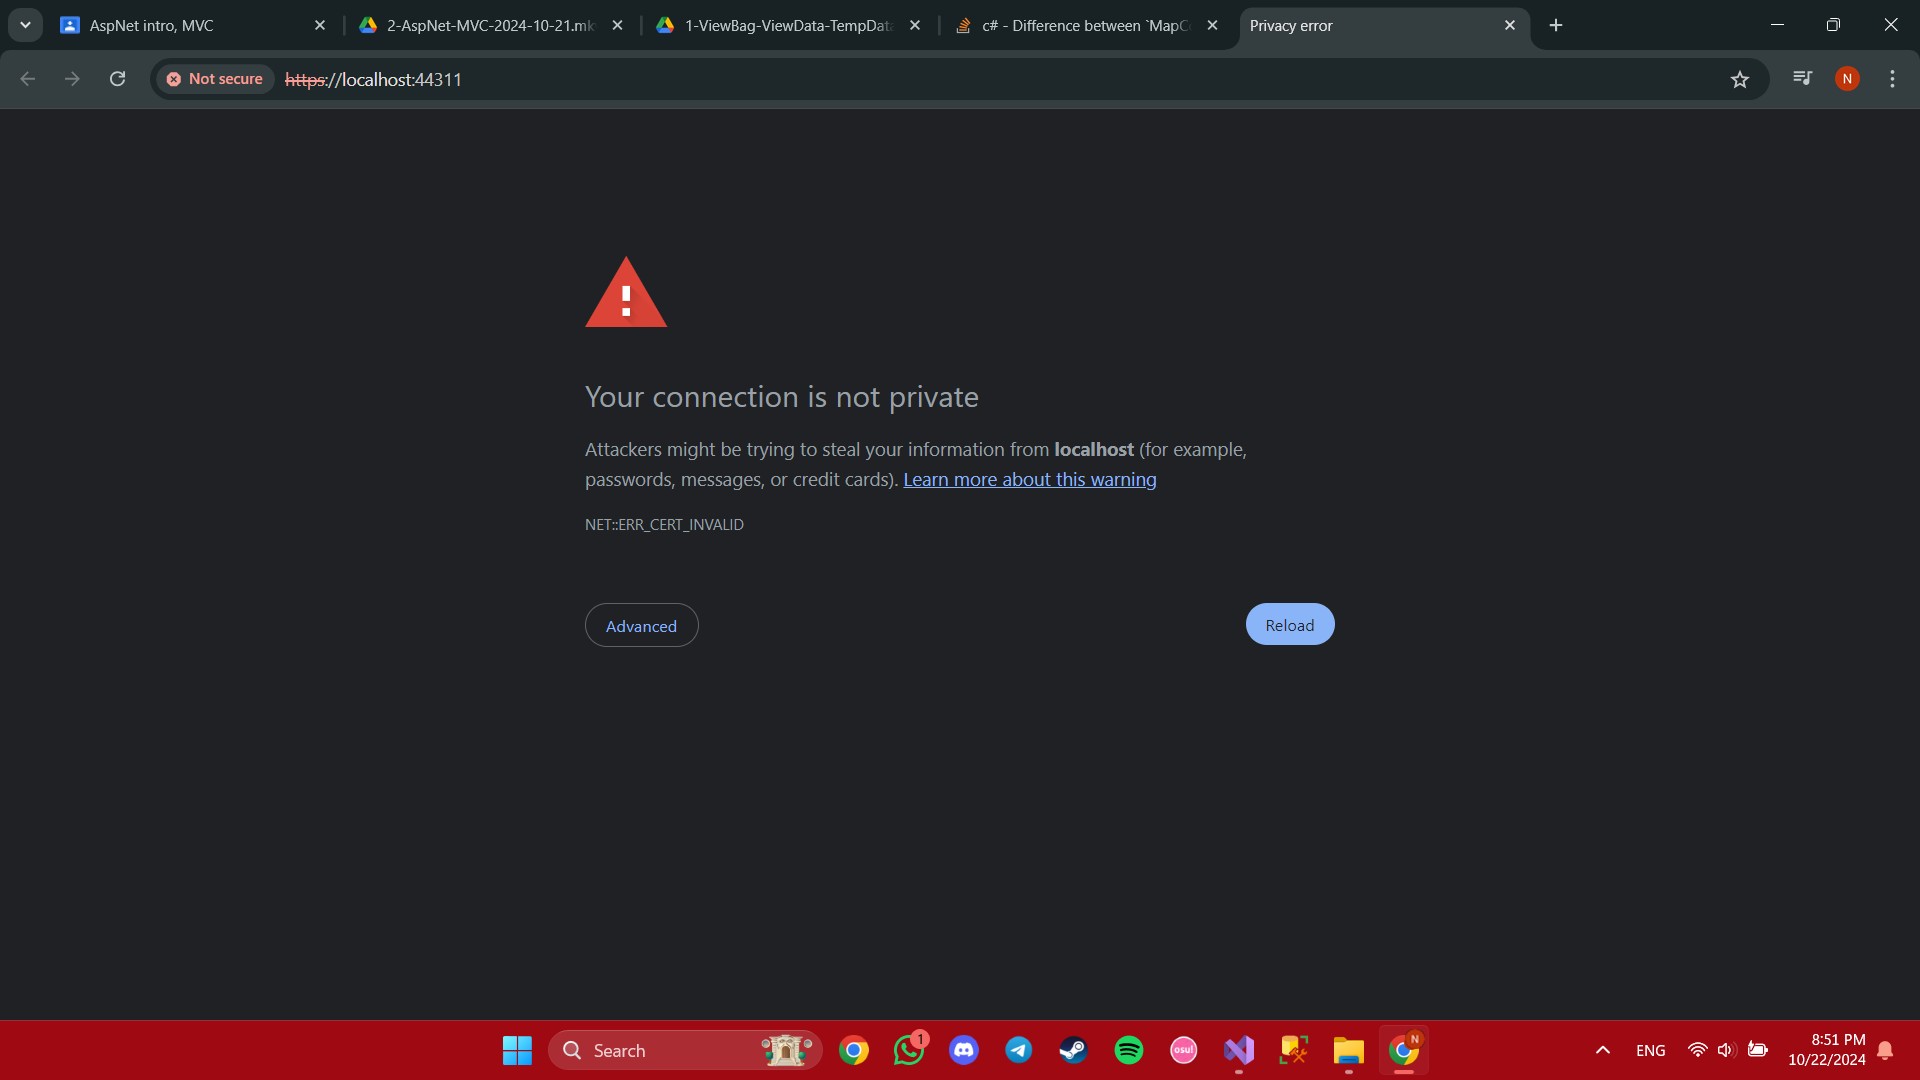 AspNet intro, MVC
2-AspNet-MVC-2024-10-21.mk
1-ViewBag-ViewData-TempData
c# - Difference between `MapC
Privacy error
Not secure
https://localhost:44311
N
Your connection is not private
Attackers might be trying to steal your information from localhost (for example,
passwords, messages, or credit cards). Learn more about this warning
NET::ERR_CERT_INVALID
Advanced
Reload
Search
1
osu!
N
ENG
8:51 PM
10/22/2024